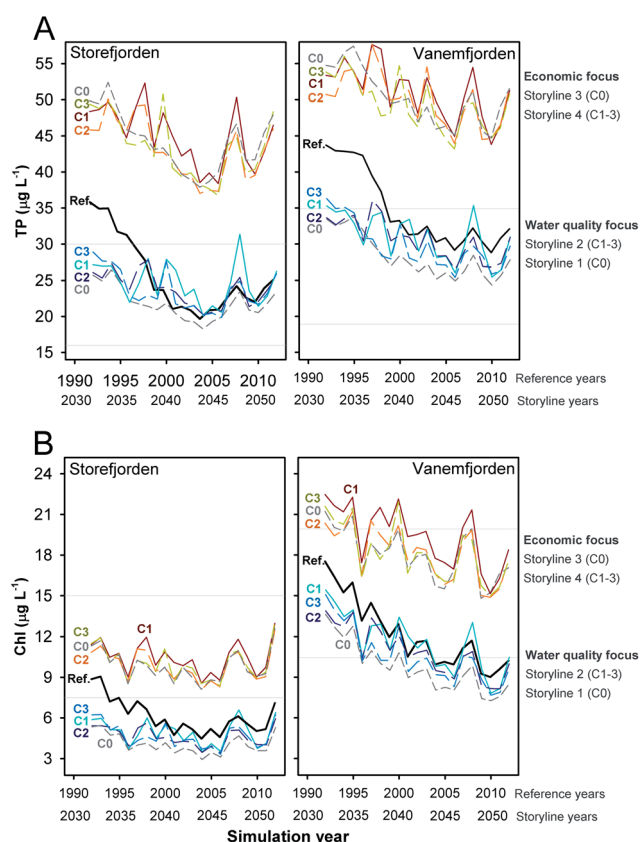 A
Storefjorden
Vanemfjorden
TP (µg L⁻¹)
55
50
45
40
35
30
25
20
15
C0
C3
C1
C2
Ref.
C3
C1
C2
C0
C3
C0
C1
C2
Ref.
C3
C1
C2
C0
Economic focus
Storyline 3 (C0)
Storyline 4 (C1-3)
Water quality focus
Storyline 2 (C1-3)
Storyline 1 (C0)
1990 1995 2000 2005 2010 1990 1995 2000 2005 2010 Reference years
2030 2035 2040 2045 2050 2030 2035 2040 2045 2050 Storyline years
B
Storefjorden
Vanemfjorden
Chl (µg L⁻¹)
24
21
18
15
12
9
6
3
C3
C0
C2
C1
Ref.
C3
C1
C2
C0
C1
C3
C0
C2
Ref.
C1
C3
C2
C0
Economic focus
Storyline 3 (C0)
Storyline 4 (C1-3)
Water quality focus
Storyline 2 (C1-3)
Storyline 1 (C0)
1990 1995 2000 2005 2010 1990 1995 2000 2005 2010 Reference years
2030 2035 2040 2045 2050 2030 2035 2040 2045 2050 Storyline years
Simulation year